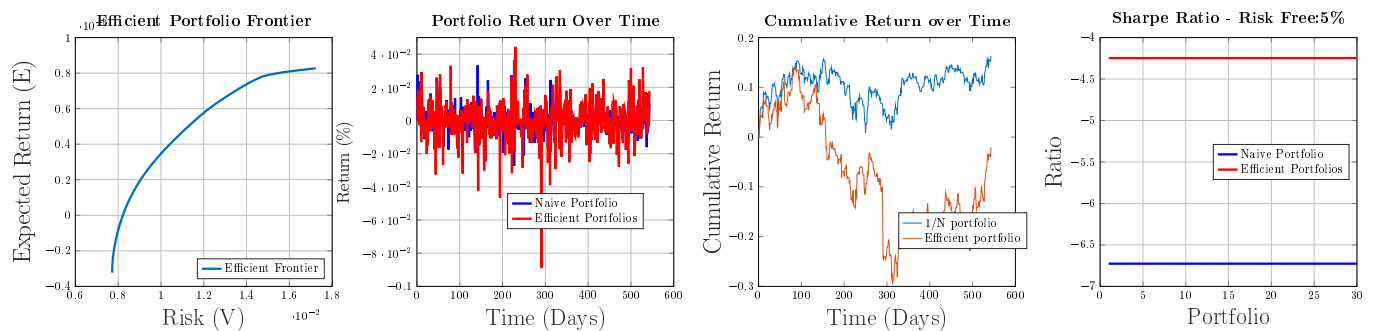 Efficient Portfolio Frontier
1
0.8
0.6
0.4
0.2
0
−0.2
−0.4
0.6
0.8
1
1.2
1.4
1.6
1.8
·10⁻²
Expected Return (E)
Risk (V)
Efficient Frontier
Portfolio Return Over Time
4 · 10⁻²
2 · 10⁻²
0
−2 · 10⁻²
−4 · 10⁻²
−6 · 10⁻²
−8 · 10⁻²
−0.1
0
100
200
300
400
500
600
Return (%)
Time (Days)
Naive Portfolio
Efficient Portfolios
Cumulative Return over Time
0.2
0.1
0
−0.1
−0.2
−0.3
0
100
200
300
400
500
600
Cumulative Return
Time (Days)
1/N portfolio
Efficient portfolio
Sharpe Ratio - Risk Free:5%
−4
−4.5
−5
−5.5
−6
−6.5
−7
0
5
10
15
20
25
30
Ratio
Portfolio
Naive Portfolio
Efficient Portfolios